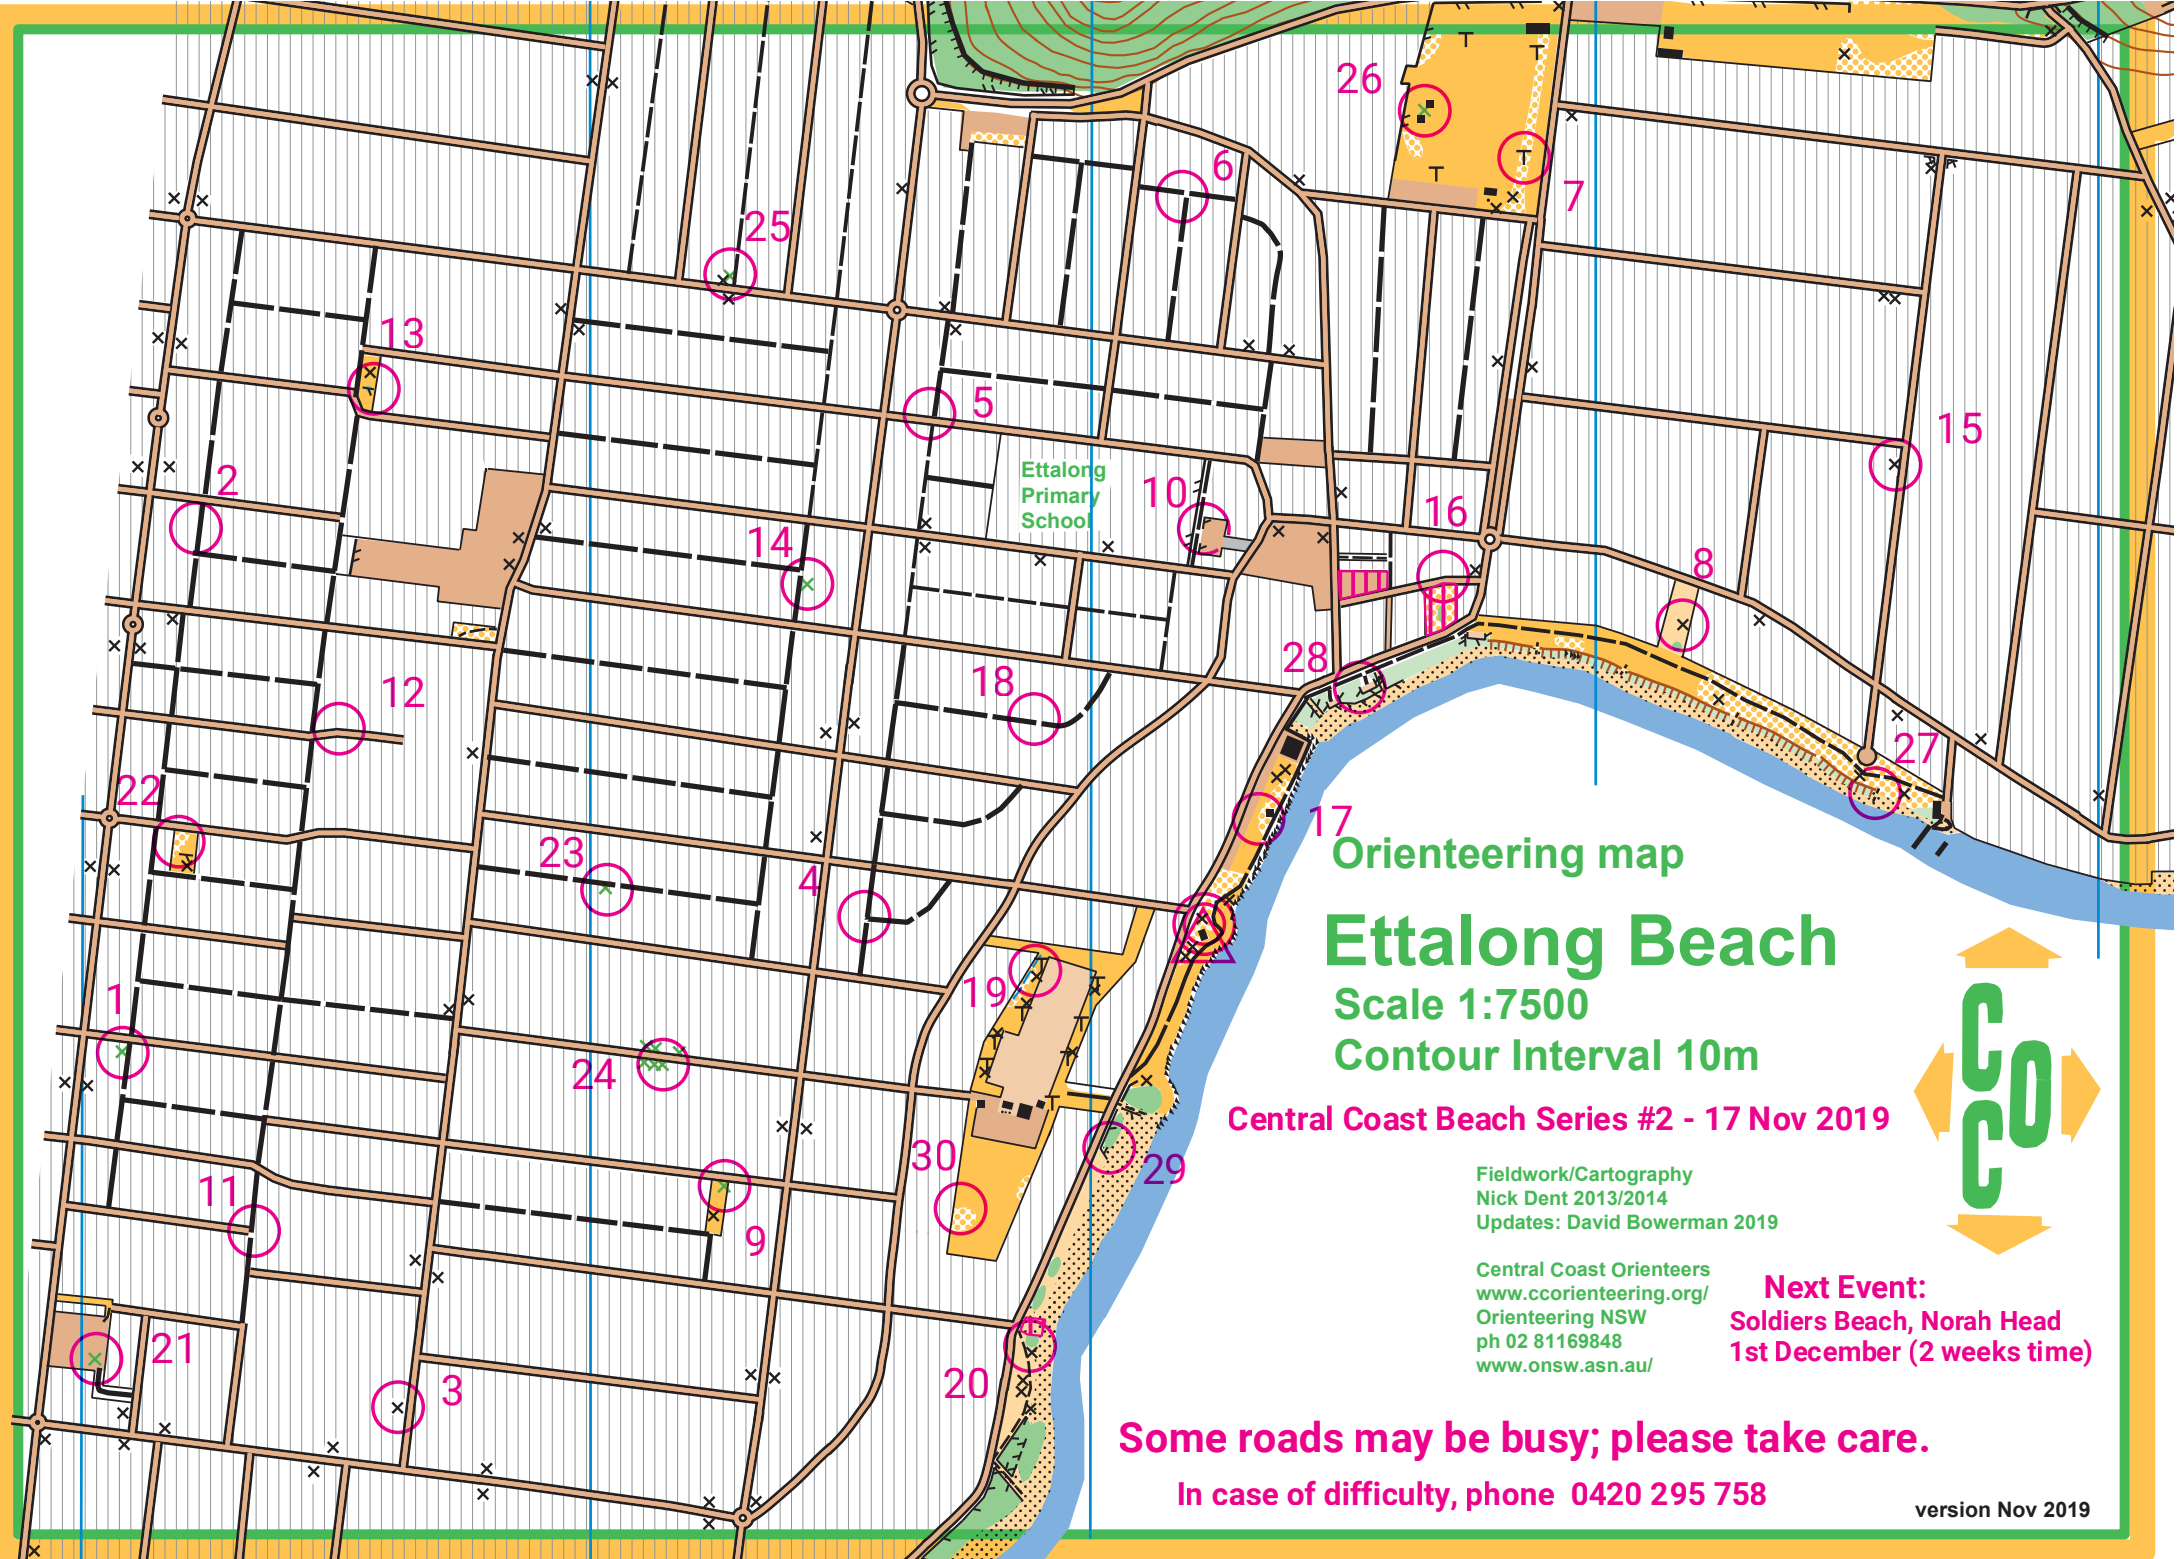 26
6
7
25
13
5
15
2
Ettalong
Primary
School
10
16
14
8
28
18
12
27
22
17
23
4
Orienteering map
Ettalong Beach
Scale 1:7500
Contour Interval 10m
19
1
24
Central Coast Beach Series #2 - 17 Nov 2019
COC
30
29
Fieldwork/Cartography
Nick Dent 2013/2014
Updates: David Bowerman 2019
11
9
Central Coast Orienteers
www.ccorienteering.org/
Orienteering NSW
ph 02 81169848
www.onsw.asn.au/
Next Event:
Soldiers Beach, Norah Head
1st December (2 weeks time)
21
20
3
Some roads may be busy; please take care.
In case of difficulty, phone 0420 295 758
version Nov 2019